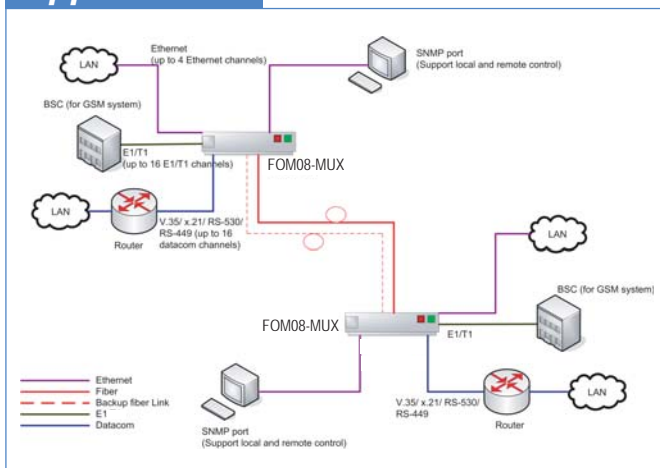 Ethernet
(up to 4 Ethernet channels)
LAN
SNMP port
(Support local and remote control)
BSC (for GSM system)
E1/T1
(up to 16 E1/T1 channels)
FOM08-MUX
LAN
Router
V.35/ x.21/ RS-530/
RS-449 (up to 16
datacom channels)
LAN
BSC (for GSM system)
FOM08-MUX
E1/T1
Ethernet
Fiber
Backup fiber Link
E1
Datacom
SNMP port
(Support local and remote control)
V.35/ x.21/ RS-530/
RS-449
Router
LAN